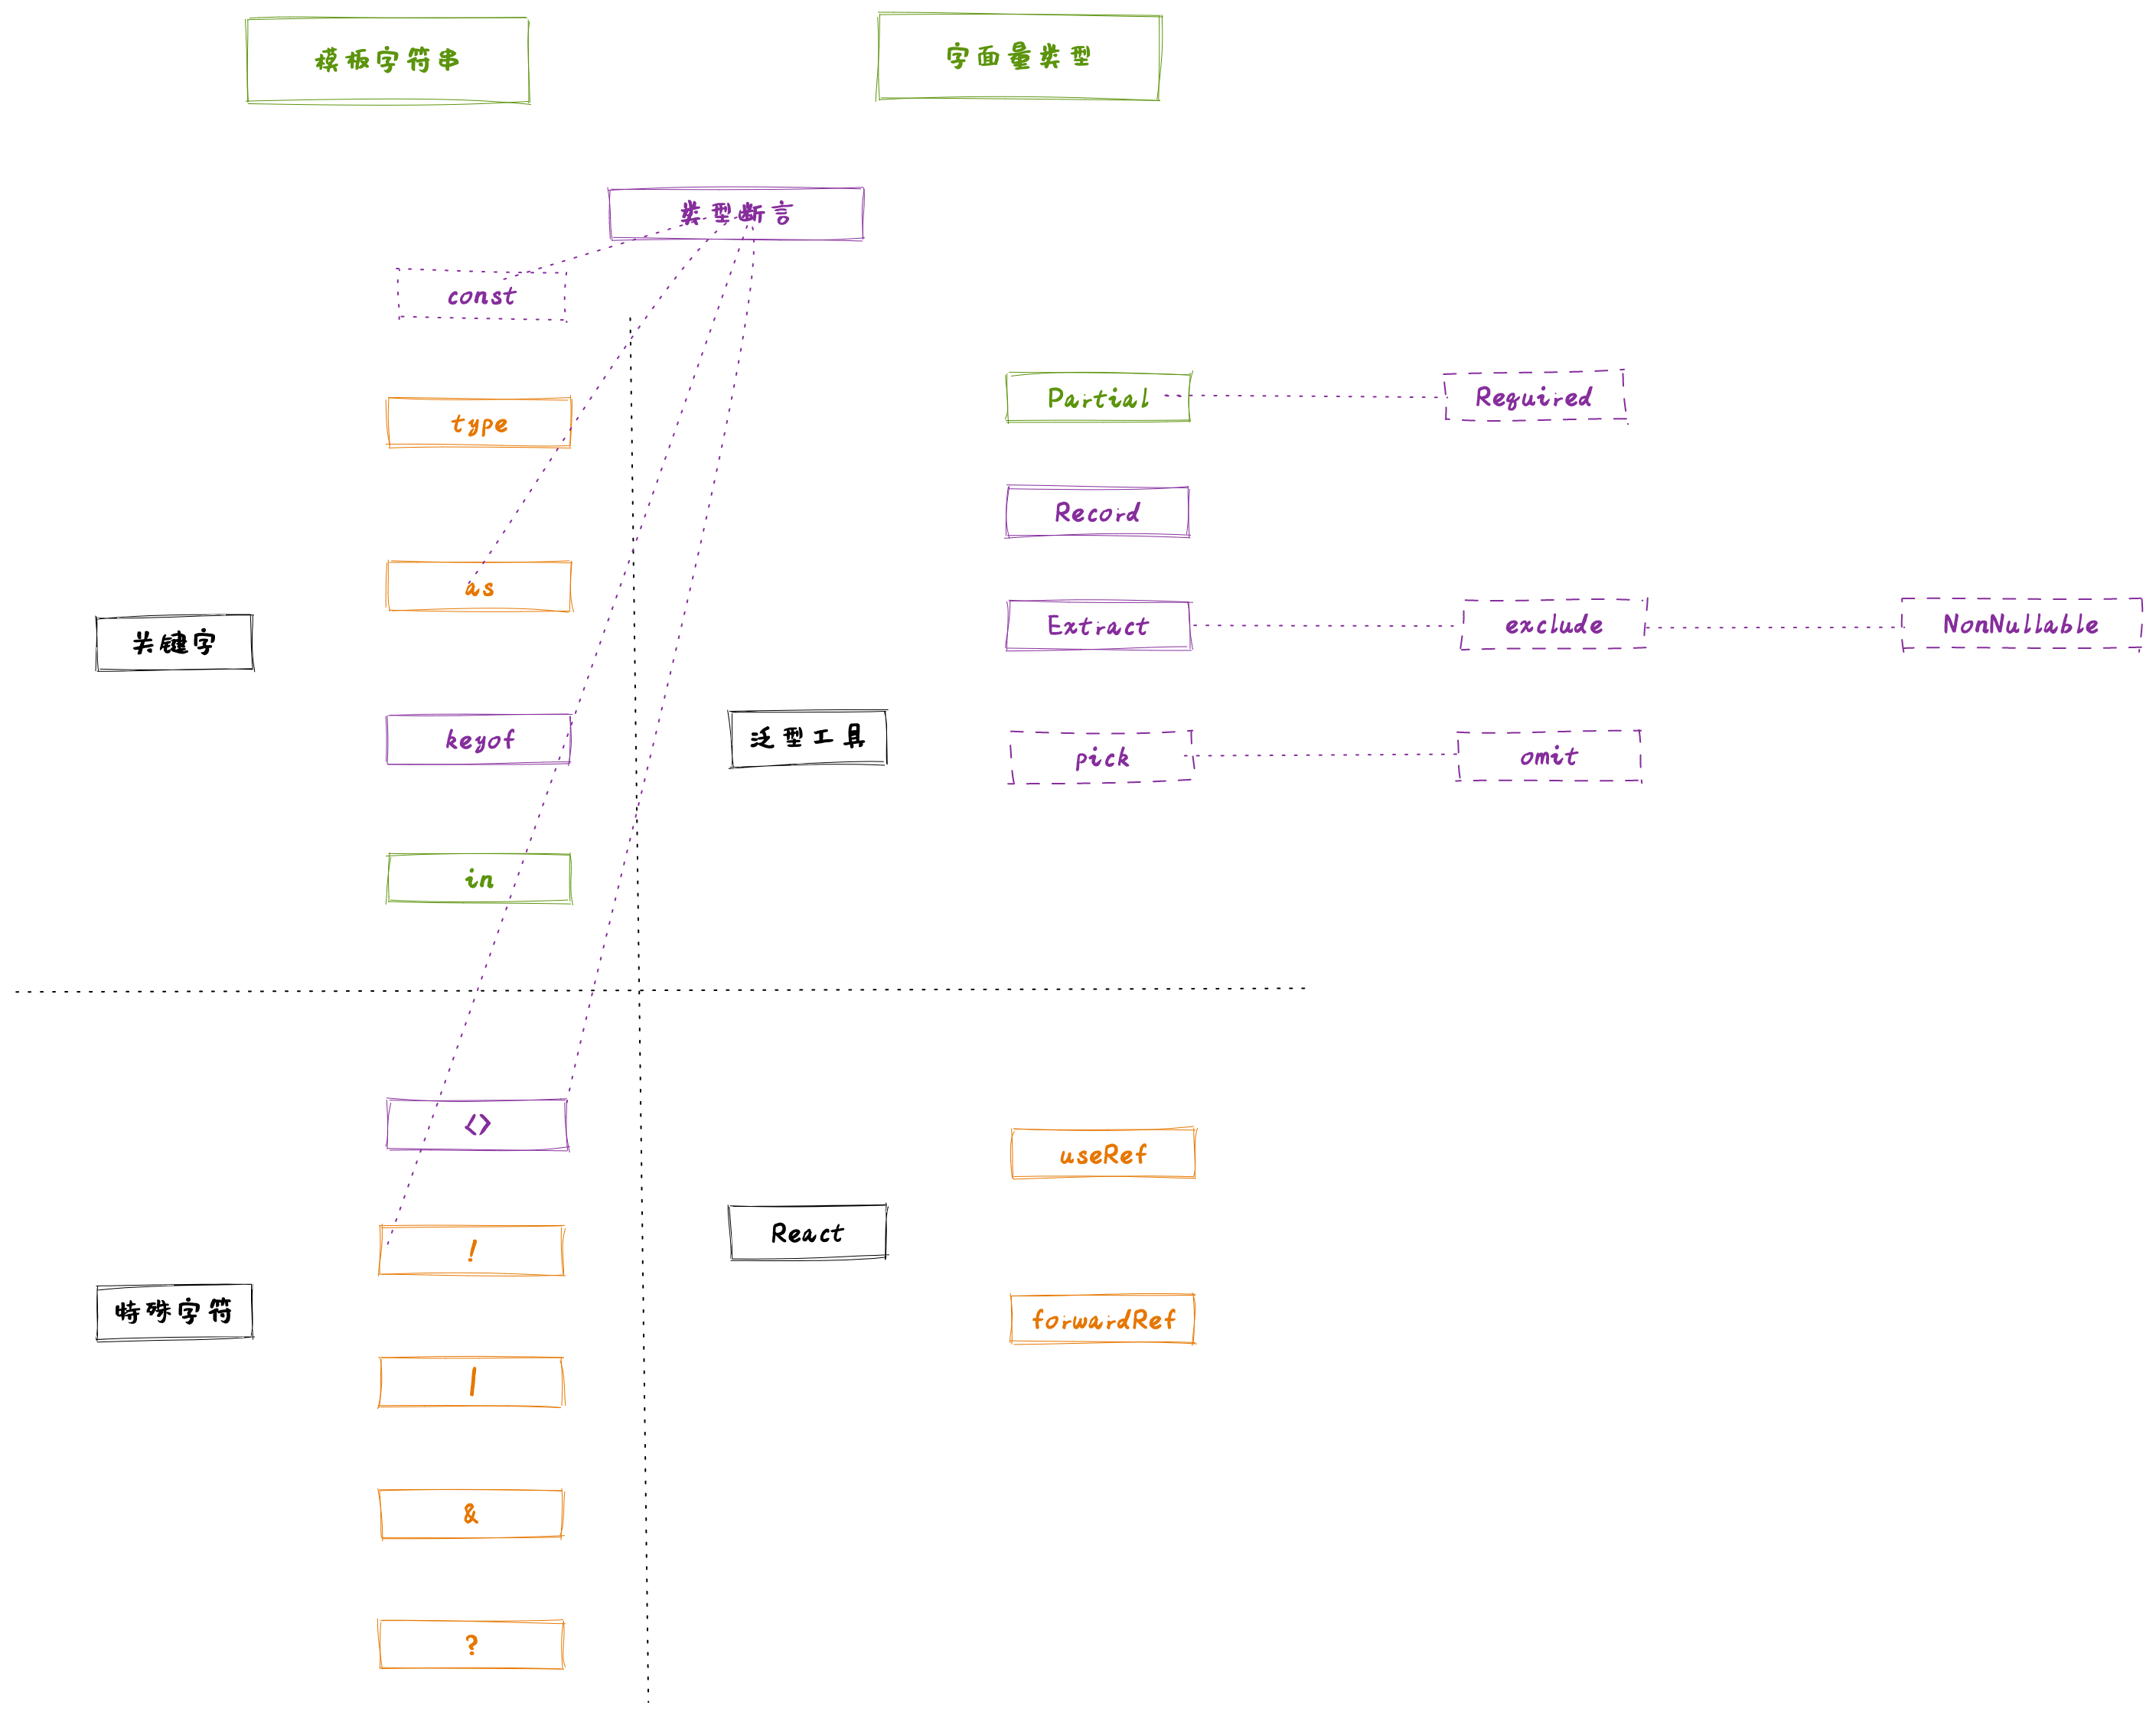 模板字符串
字面量类型
类型断言
const
type
as
关键字
keyof
in
Partial
Required
Record
Extract
exclude
NonNullable
泛型工具
pick
omit
<>
!
特殊字符
|
&
?
React
useRef
forwardRef